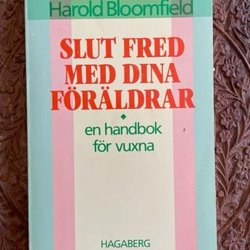 Harold Bloomfield
SLUT FRED
MED DINA
FÖRÄLDRAR
en handbok
för vuxna
HAGABERG